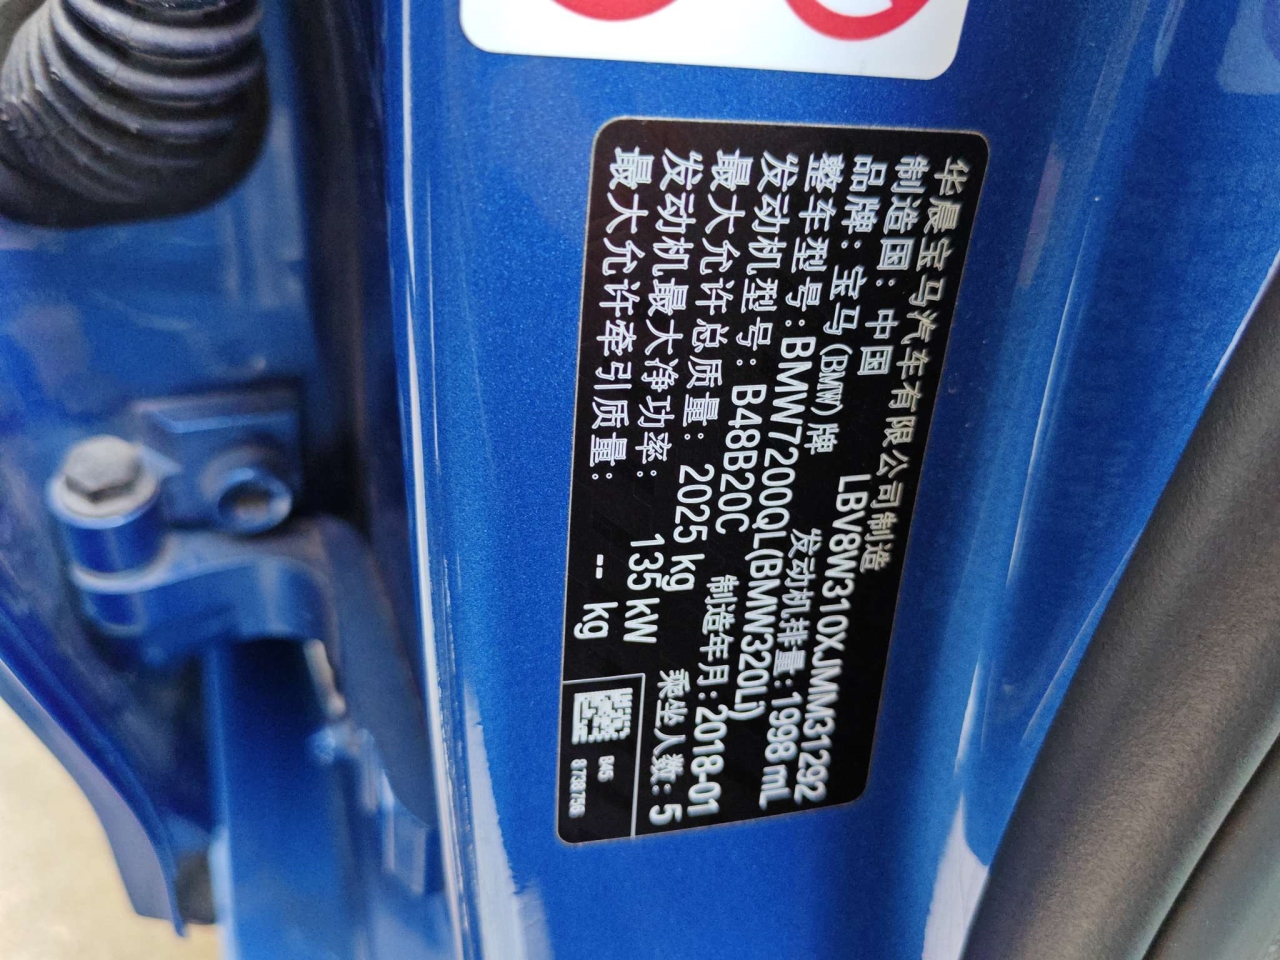 华晨宝马汽车有限公司制造
制造国：中国 LBV8W310XJMM31292
品牌：宝马(BMW)牌 发动机排量：1998 mL
整车型号：BMW7200QL(BMW320Li)
发动机型号：B48B20C 制造年月：2018-01
最大允许总质量：2025 kg 乘坐人数：5
发动机最大净功率：135 kW
最大允许牵引质量： -- kg
B45
8 738 756